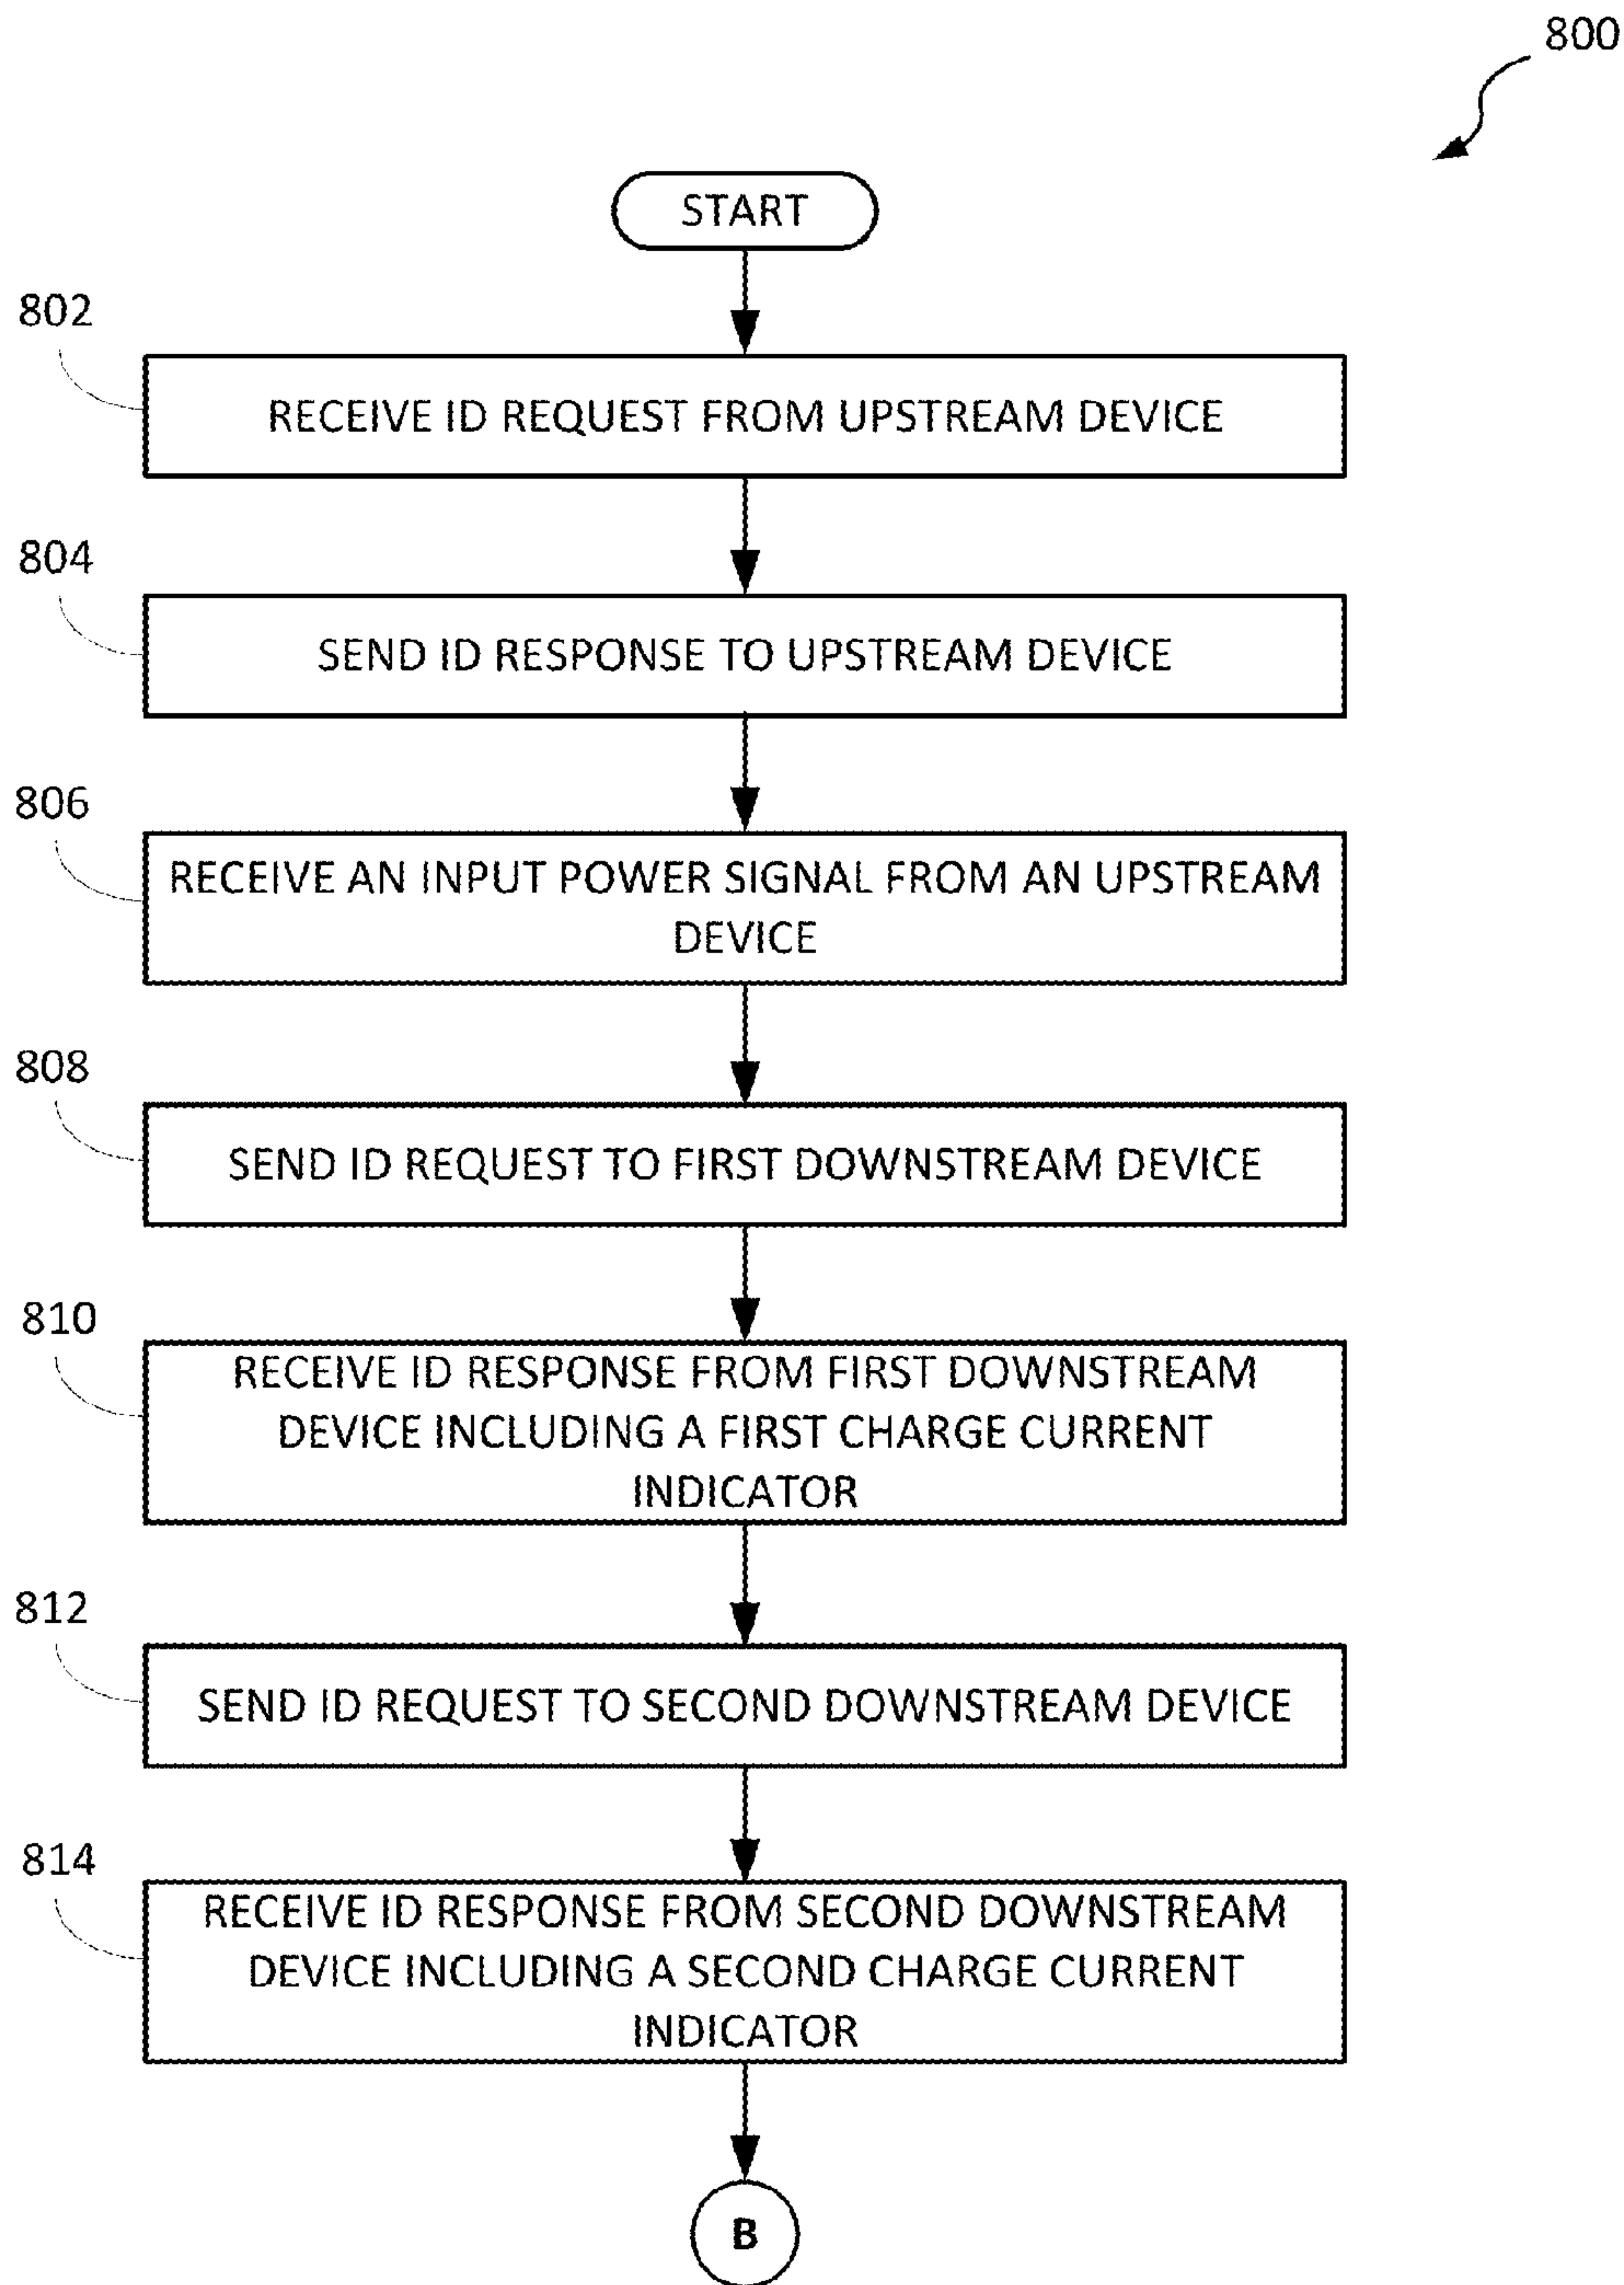 800
START
802
RECEIVE ID REQUEST FROM UPSTREAM DEVICE
804
SEND ID RESPONSE TO UPSTREAM DEVICE
806
RECEIVE AN INPUT POWER SIGNAL FROM AN UPSTREAM
DEVICE
808
SEND ID REQUEST TO FIRST DOWNSTREAM DEVICE
810
RECEIVE ID RESPONSE FROM FIRST DOWNSTREAM
DEVICE INCLUDING A FIRST CHARGE CURRENT
INDICATOR
812
SEND ID REQUEST TO SECOND DOWNSTREAM DEVICE
814
RECEIVE ID RESPONSE FROM SECOND DOWNSTREAM
DEVICE INCLUDING A SECOND CHARGE CURRENT
INDICATOR
B